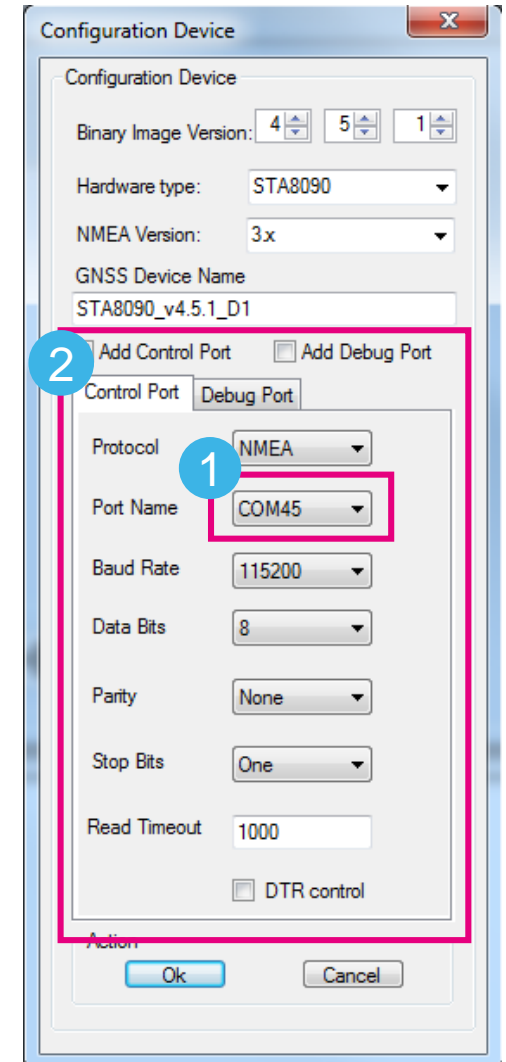 Configuration Device
x
Configuration Device
Binary Image Version: 4 5 1
Hardware type: STA8090
NMEA Version: 3.x
GNSS Device Name
STA8090_v4.5.1_D1
2
Add Control Port Add Debug Port
Control Port Debug Port
Protocol NMEA
1
Port Name COM45
Baud Rate 115200
Data Bits 8
Parity None
Stop Bits One
Read Timeout 1000
DTR control
Action
Ok Cancel